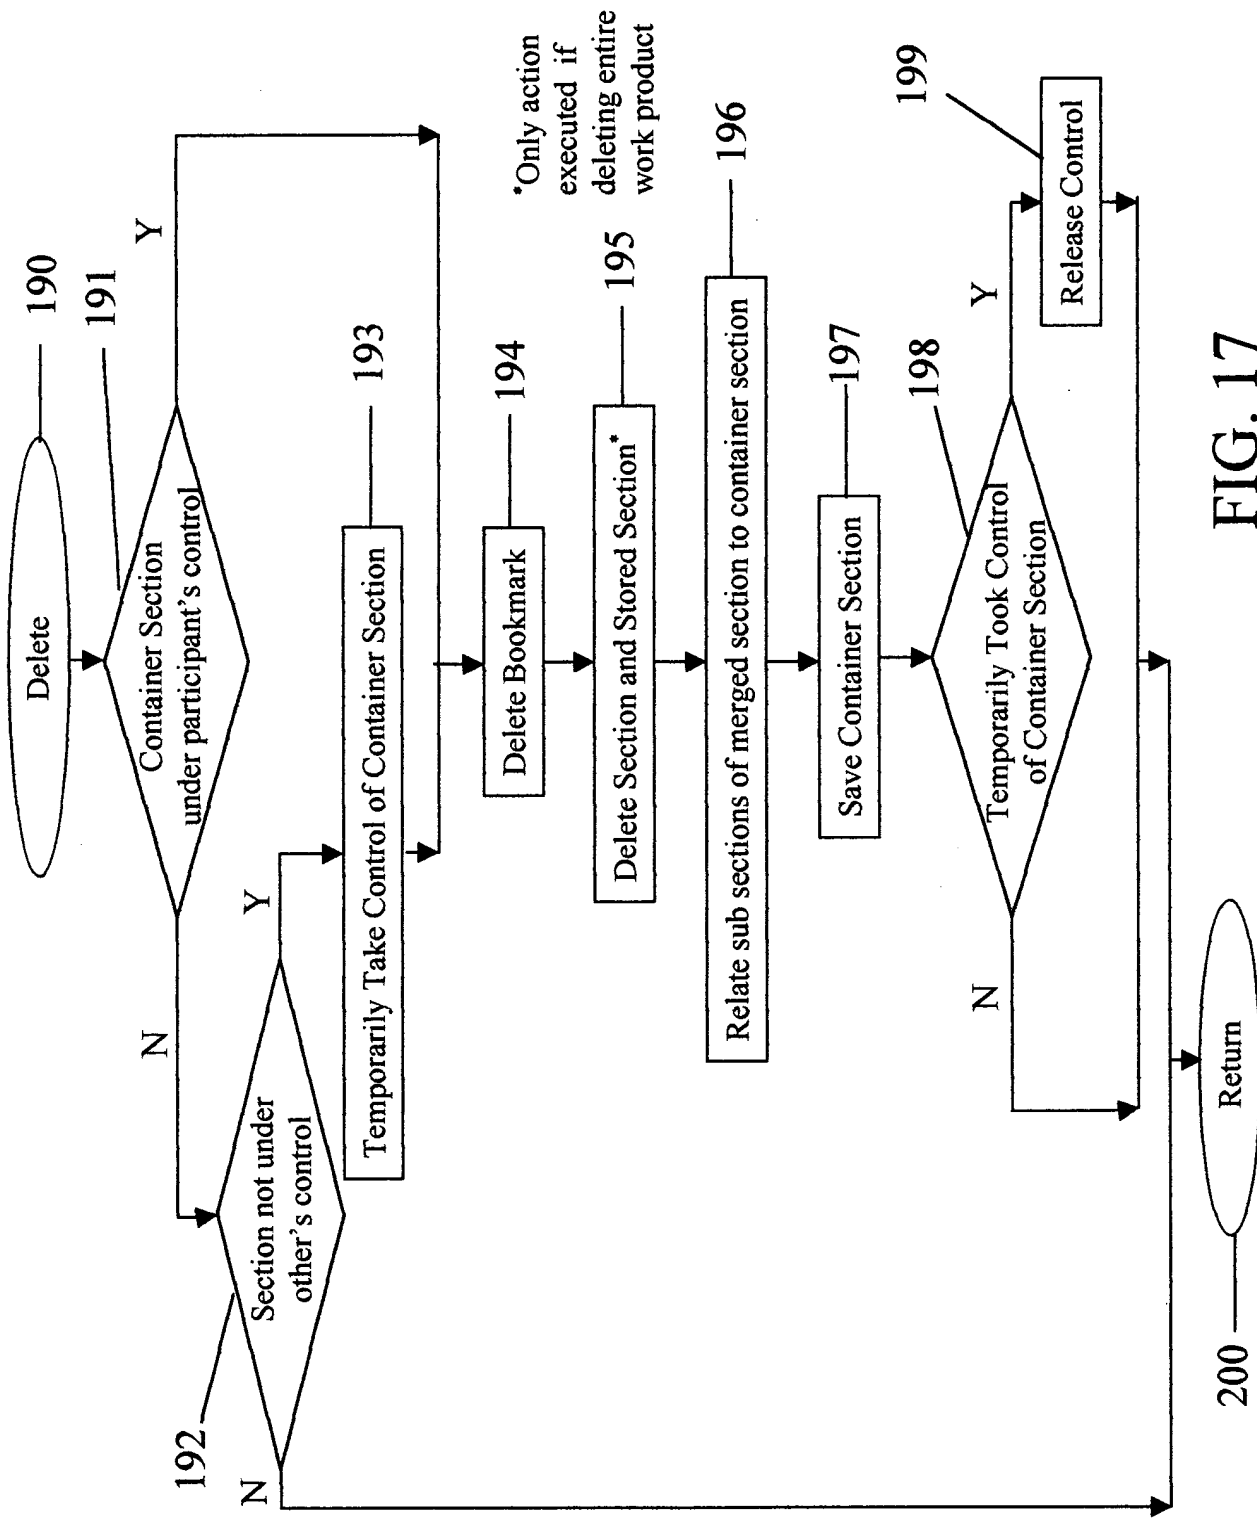 Delete
190
191
Container Section
under participant's control
Y
N
192
Section not under
other's control
Y
N
Temporarily Take Control of Container Section
193
Delete Bookmark
194
*Only action
executed if
deleting entire
work product
Delete Section and Stored Section*
195
Relate sub sections of merged section to container section
196
Save Container Section
197
198
Temporarily Took Control
of Container Section
Y
N
199
Release Control
Return
200
FIG. 17